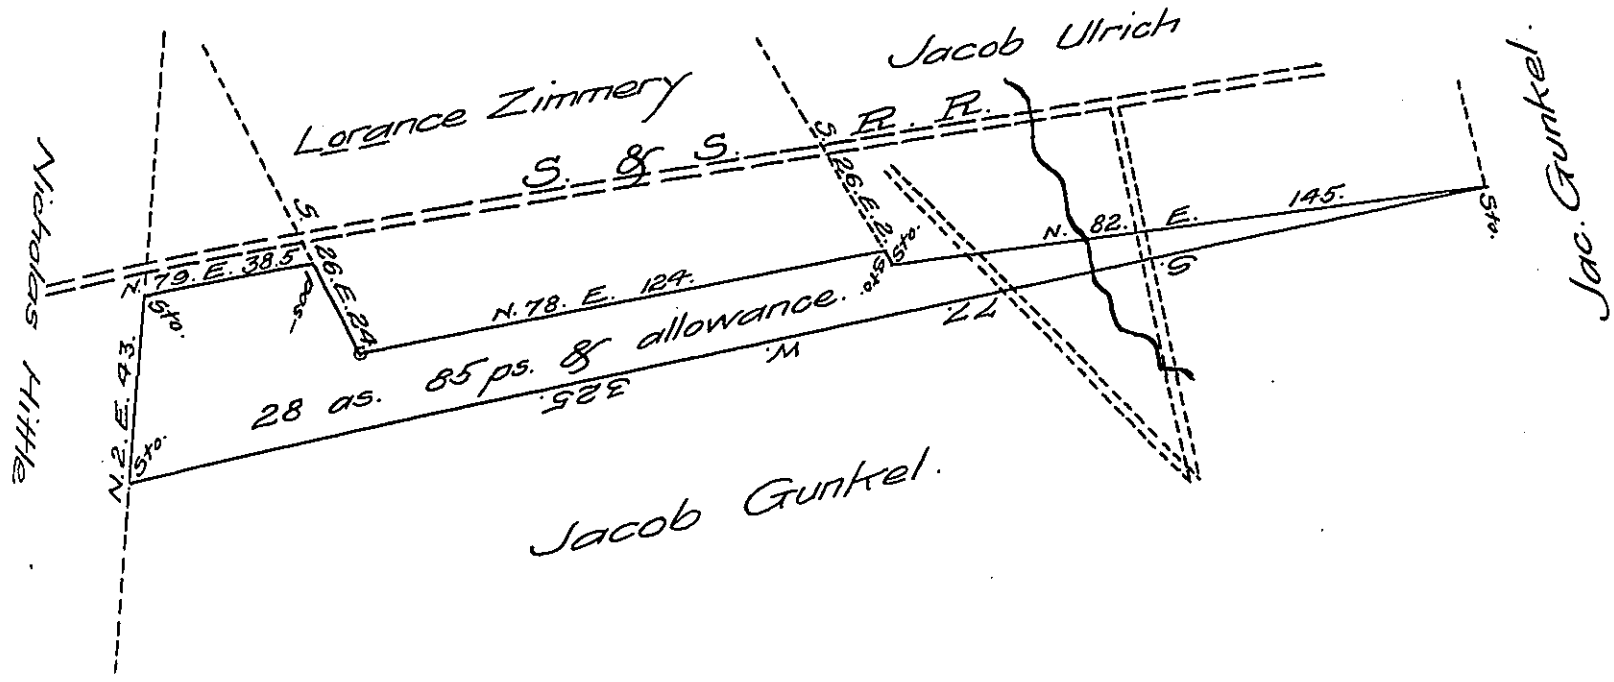 Jacob Ulrich
Jac. Gunkel.
Lorance Zimmery
Nicholas Hittle
S. & S. R. R.
N. 79. E. 38.5
S. 26. E. 24
S. 26. E. 2
N. 78. E. 124.
N. 82. E. 145.
S. 77. W. 325.
N. 2. E. 43.
Sto.
Sto.
Sto.
Sto.
Sto.
28 as. 85 ps. & allowance.
Jacob Gunkel.